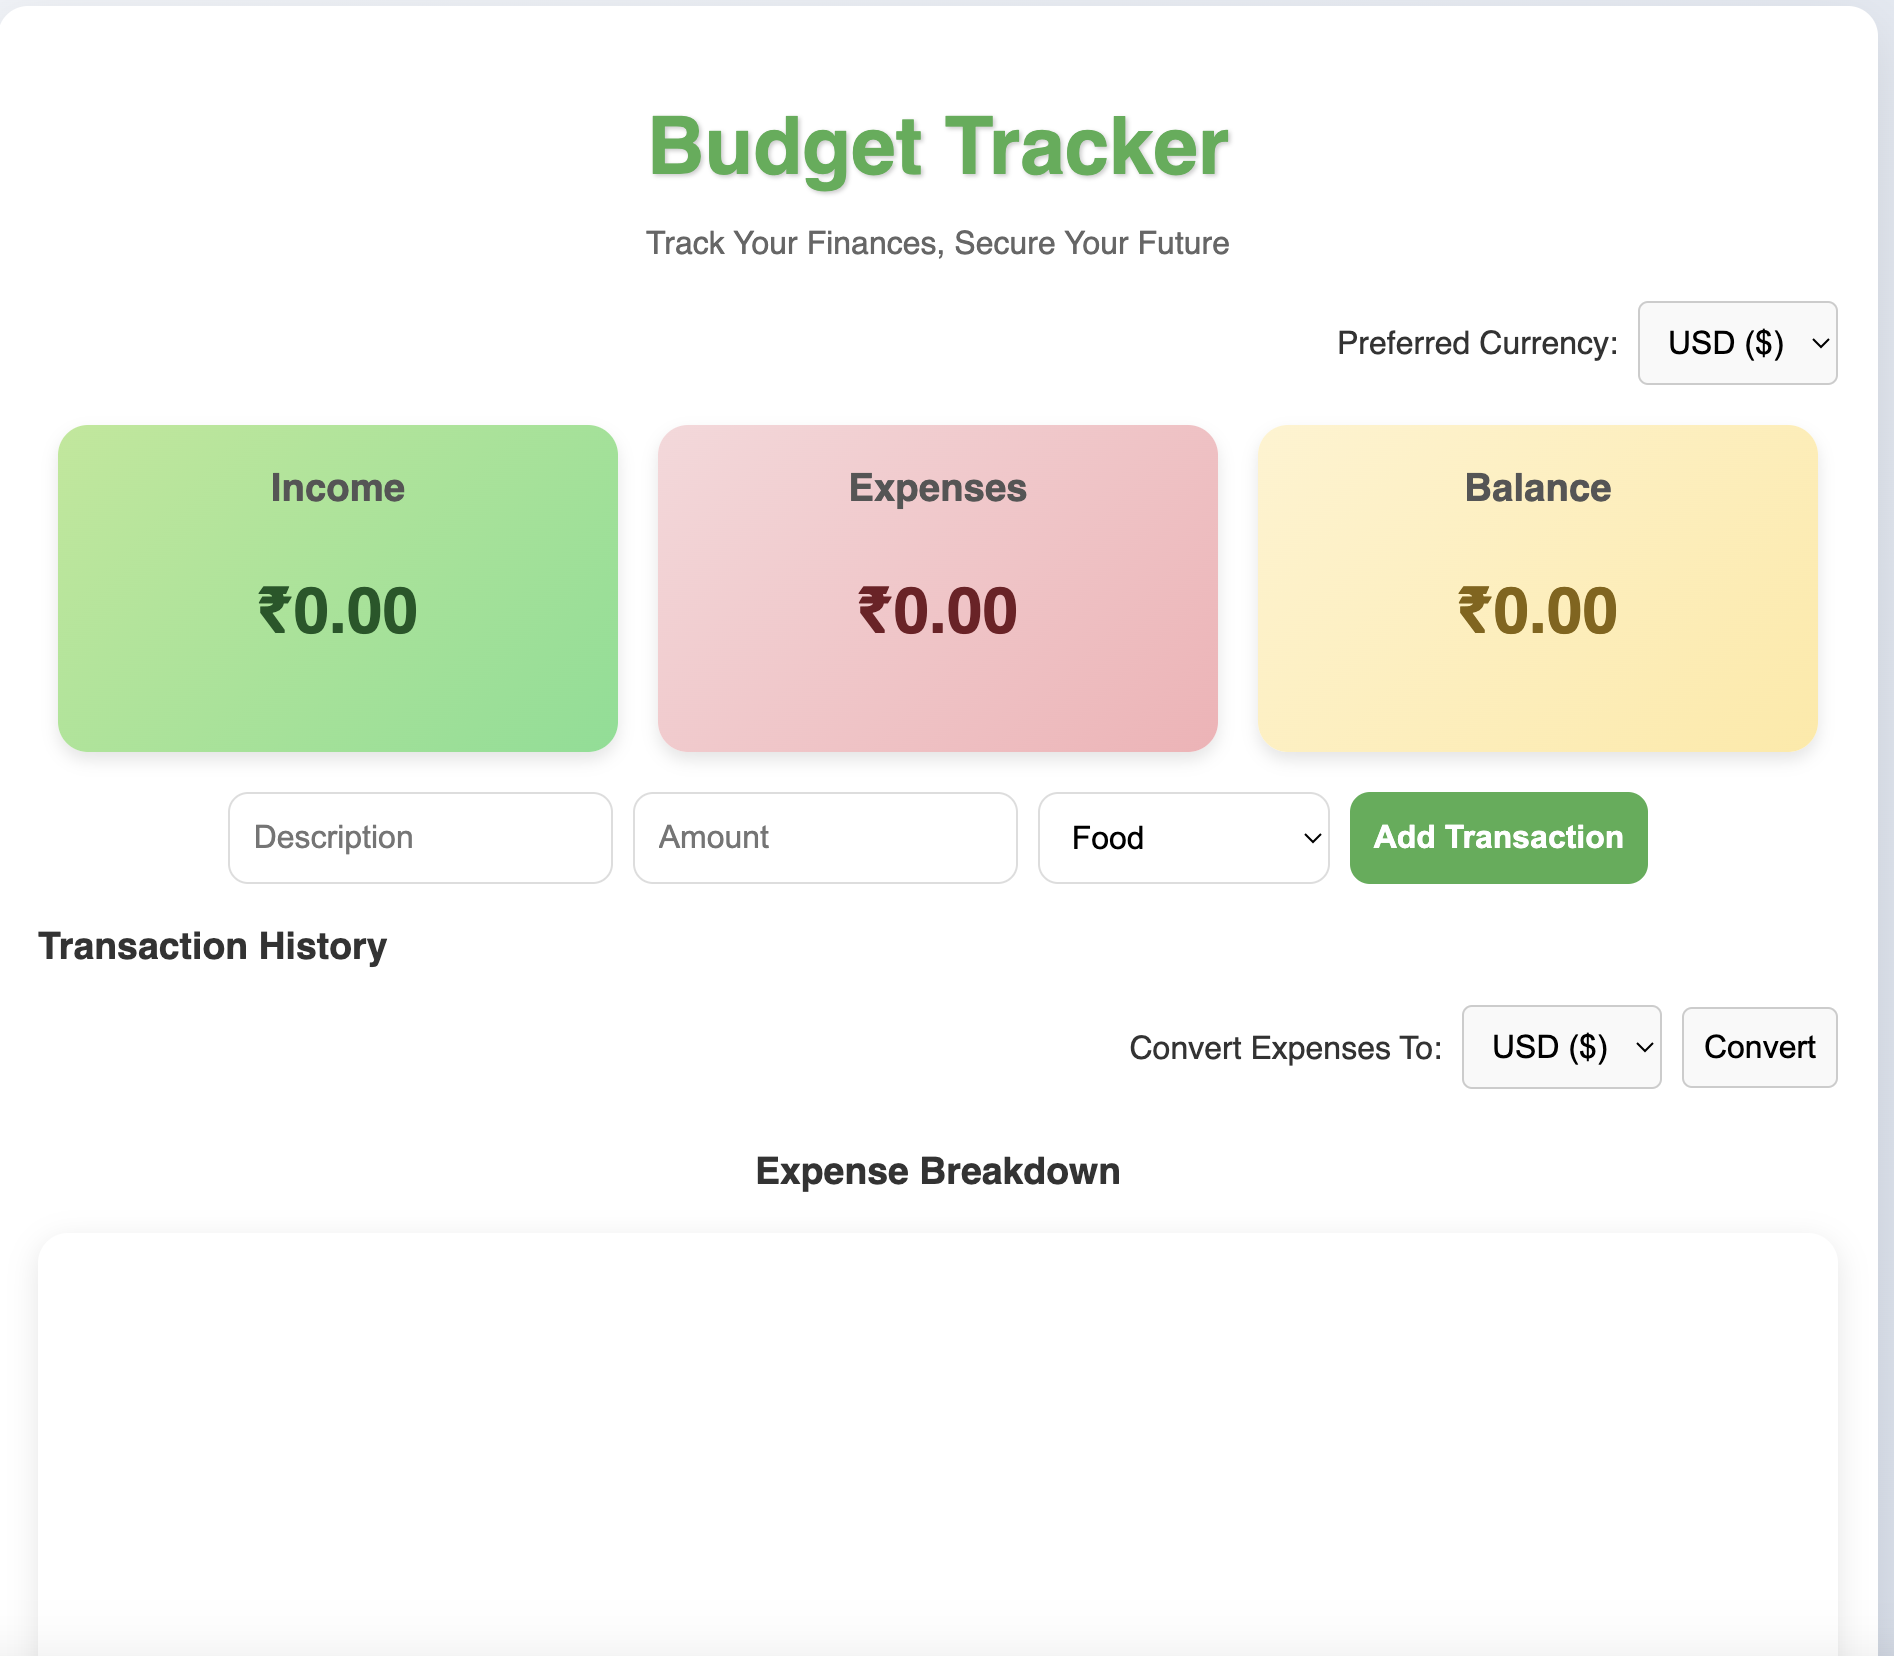 Budget Tracker
Track Your Finances, Secure Your Future
Preferred Currency: USD ($)
Income
₹0.00
Expenses
₹0.00
Balance
₹0.00
Description Amount Food Add Transaction
Transaction History
Convert Expenses To: USD ($) Convert
Expense Breakdown